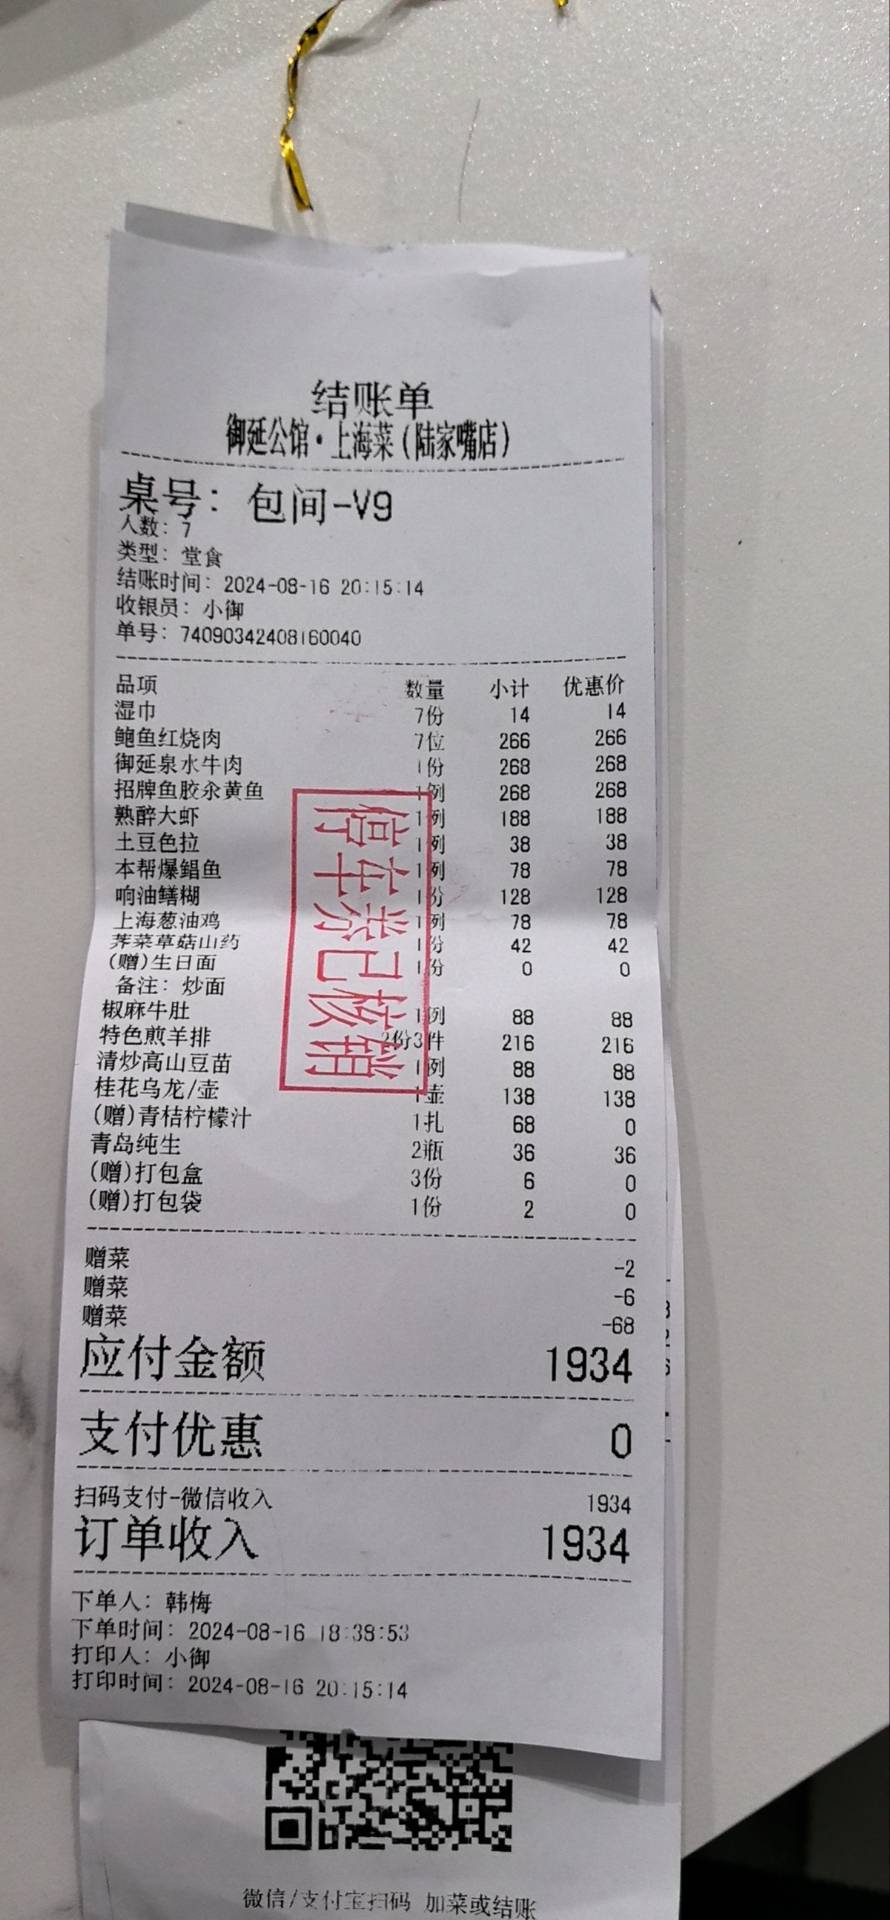 结账单
御延公馆·上海菜(陆家嘴店)
桌号: 包间-V9
人数: 7
类型: 堂食
结账时间: 2024-08-16 20:15:14
收银员: 小御
单号: 74090342408160040
品项 数量 小计 优惠价
湿巾 7份 14 14
鲍鱼红烧肉 7位 266 266
御延泉水牛肉 1份 268 268
招牌鱼胶汆黄鱼 1例 268 268
熟醉大虾 1例 188 188
土豆色拉 1例 38 38
本帮爆鲳鱼 1例 78 78
响油鳝糊 1份 128 128
上海葱油鸡 1例 78 78
荠菜草菇山药 1份 42 42
(赠)生日面 1份 0 0
备注: 炒面
椒麻牛肚 1例 88 88
特色煎羊排 2份3件 216 216
清炒高山豆苗 1例 88 88
桂花乌龙/壶 1壶 138 138
(赠)青桔柠檬汁 1扎 68 0
青岛纯生 2瓶 36 36
(赠)打包盒 3份 6 0
(赠)打包袋 1份 2 0
停车券已核销
赠菜 -2
赠菜 -6
赠菜 -68
应付金额 1934
支付优惠 0
扫码支付-微信收入 1934
订单收入 1934
下单人: 韩梅
下单时间: 2024-08-16 18:38:53
打印人: 小御
打印时间: 2024-08-16 20:15:14
微信/支付宝扫码 加菜或结账